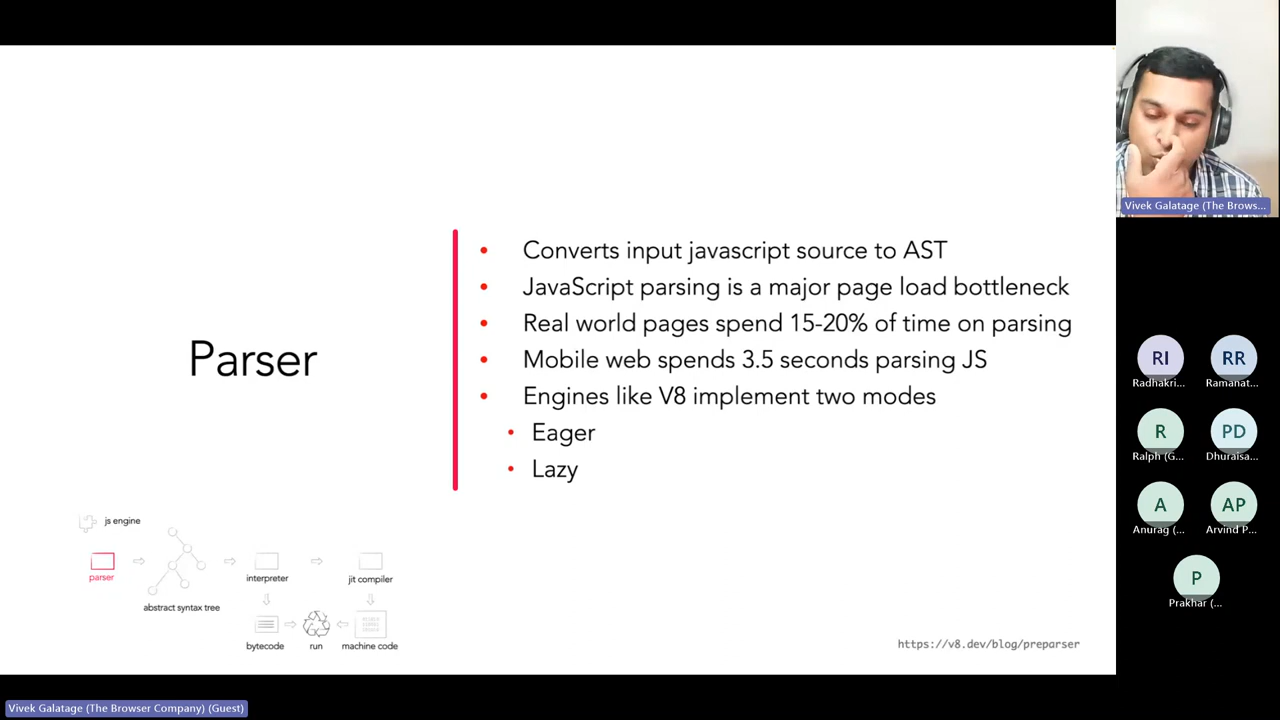 Parser
Converts input javascript source to AST
JavaScript parsing is a major page load bottleneck
Real world pages spend 15-20% of time on parsing
Mobile web spends 3.5 seconds parsing JS
Engines like V8 implement two modes
Eager
Lazy
js engine
parser
abstract syntax tree
interpreter
jit compiler
bytecode
run
machine code
https://v8.dev/blog/preparser
Vivek Galatage (The Brows...
RI
RR
Radhakri...
Ramanat...
R
PD
Ralph (G...
Dhuraisa...
A
AP
Anurag (...
Arvind P...
P
Prakhar (...
Vivek Galatage (The Browser Company) (Guest)